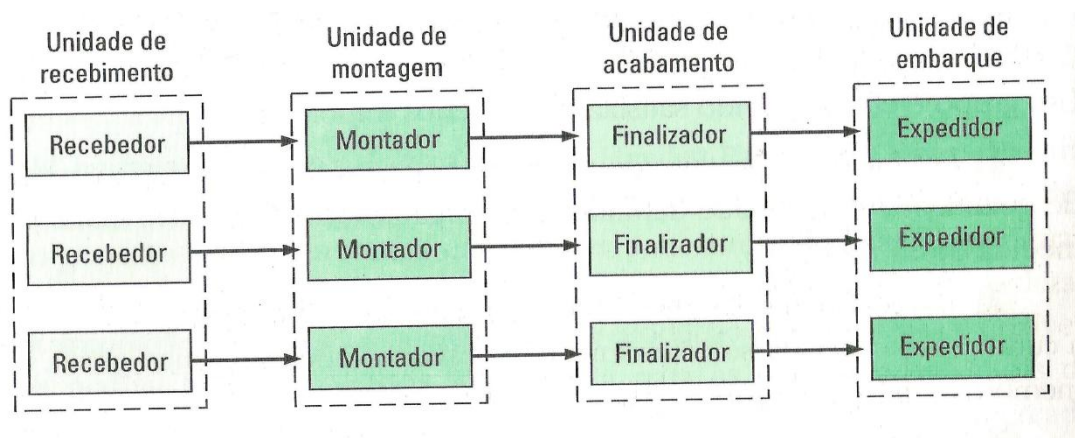 Unidade de
recebimento
Unidade de
montagem
Unidade de
acabamento
Unidade de
embarque
Recebedor
Montador
Finalizador
Expedidor
Recebedor
Montador
Finalizador
Expedidor
Recebedor
Montador
Finalizador
Expedidor